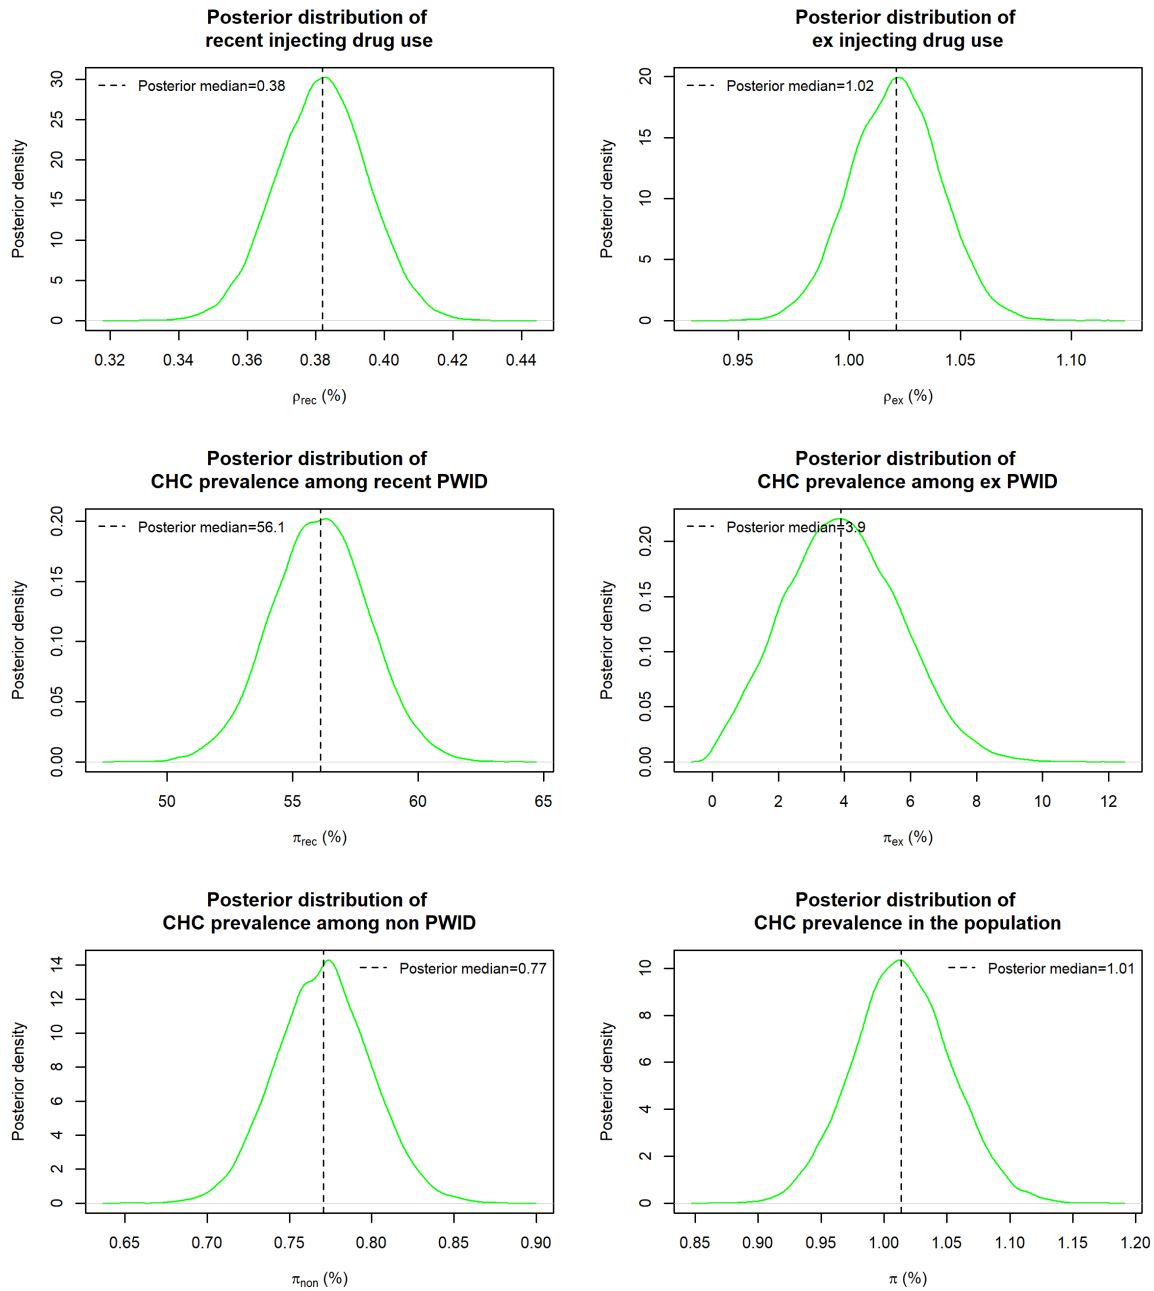 Posterior distribution of
recent injecting drug use
Posterior median=0.38
Posterior density
0
5
10
15
20
25
30
0.32 0.34 0.36 0.38 0.40 0.42 0.44
ρrec (%)
Posterior distribution of
ex injecting drug use
Posterior median=1.02
Posterior density
0
5
10
15
20
0.95 1.00 1.05 1.10
ρex (%)
Posterior distribution of
CHC prevalence among recent PWID
Posterior median=56.1
Posterior density
0.00
0.05
0.10
0.15
0.20
50 55 60 65
πrec (%)
Posterior distribution of
CHC prevalence among ex PWID
Posterior median=3.9
Posterior density
0.00
0.05
0.10
0.15
0.20
0 2 4 6 8 10 12
πex (%)
Posterior distribution of
CHC prevalence among non PWID
Posterior median=0.77
Posterior density
0
2
4
6
8
10
12
14
0.65 0.70 0.75 0.80 0.85 0.90
πnon (%)
Posterior distribution of
CHC prevalence in the population
Posterior median=1.01
Posterior density
0
2
4
6
8
10
0.85 0.90 0.95 1.00 1.05 1.10 1.15 1.20
π (%)